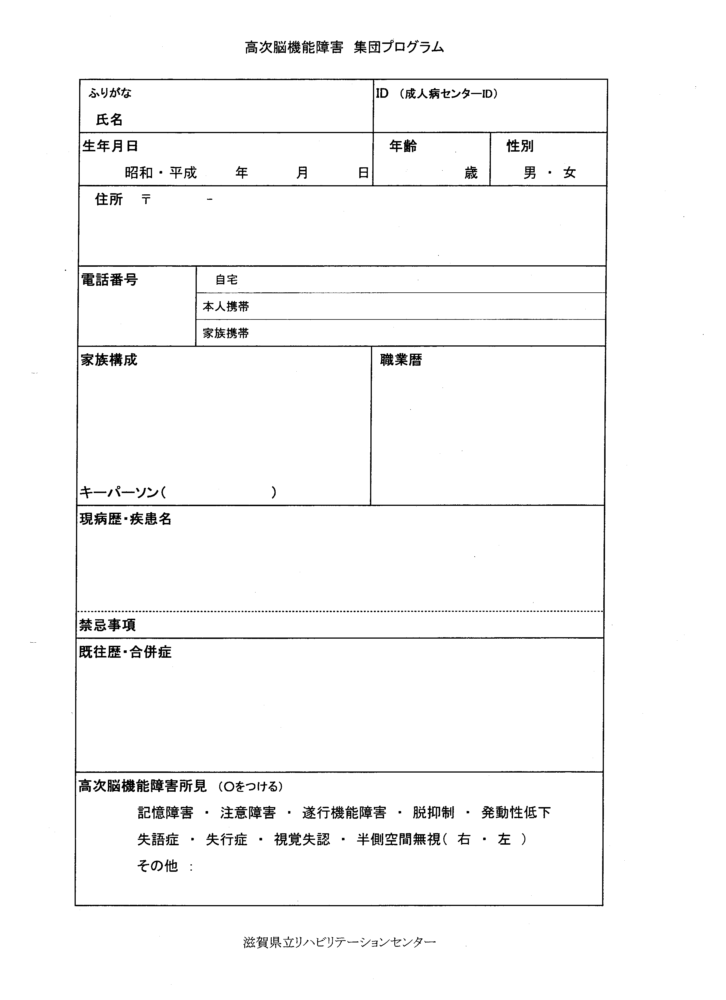 高次脳機能障害 集団プログラム
ふりがな
氏名
ID （成人病センターID）
生年月日
昭和・平成 年 月 日
年齢
歳
性別
男 ・ 女
住所 〒 -
電話番号
自宅
本人携帯
家族携帯
家族構成
キーパーソン( )
職業暦
現病歴・疾患名
禁忌事項
既往歴・合併症
高次脳機能障害所見 （〇をつける）
記憶障害 ・ 注意障害 ・ 遂行機能障害 ・ 脱抑制 ・ 発動性低下
失語症 ・ 失行症 ・ 視覚失認 ・ 半側空間無視( 右 ・ 左 )
その他 :
滋賀県立リハビリテーションセンター